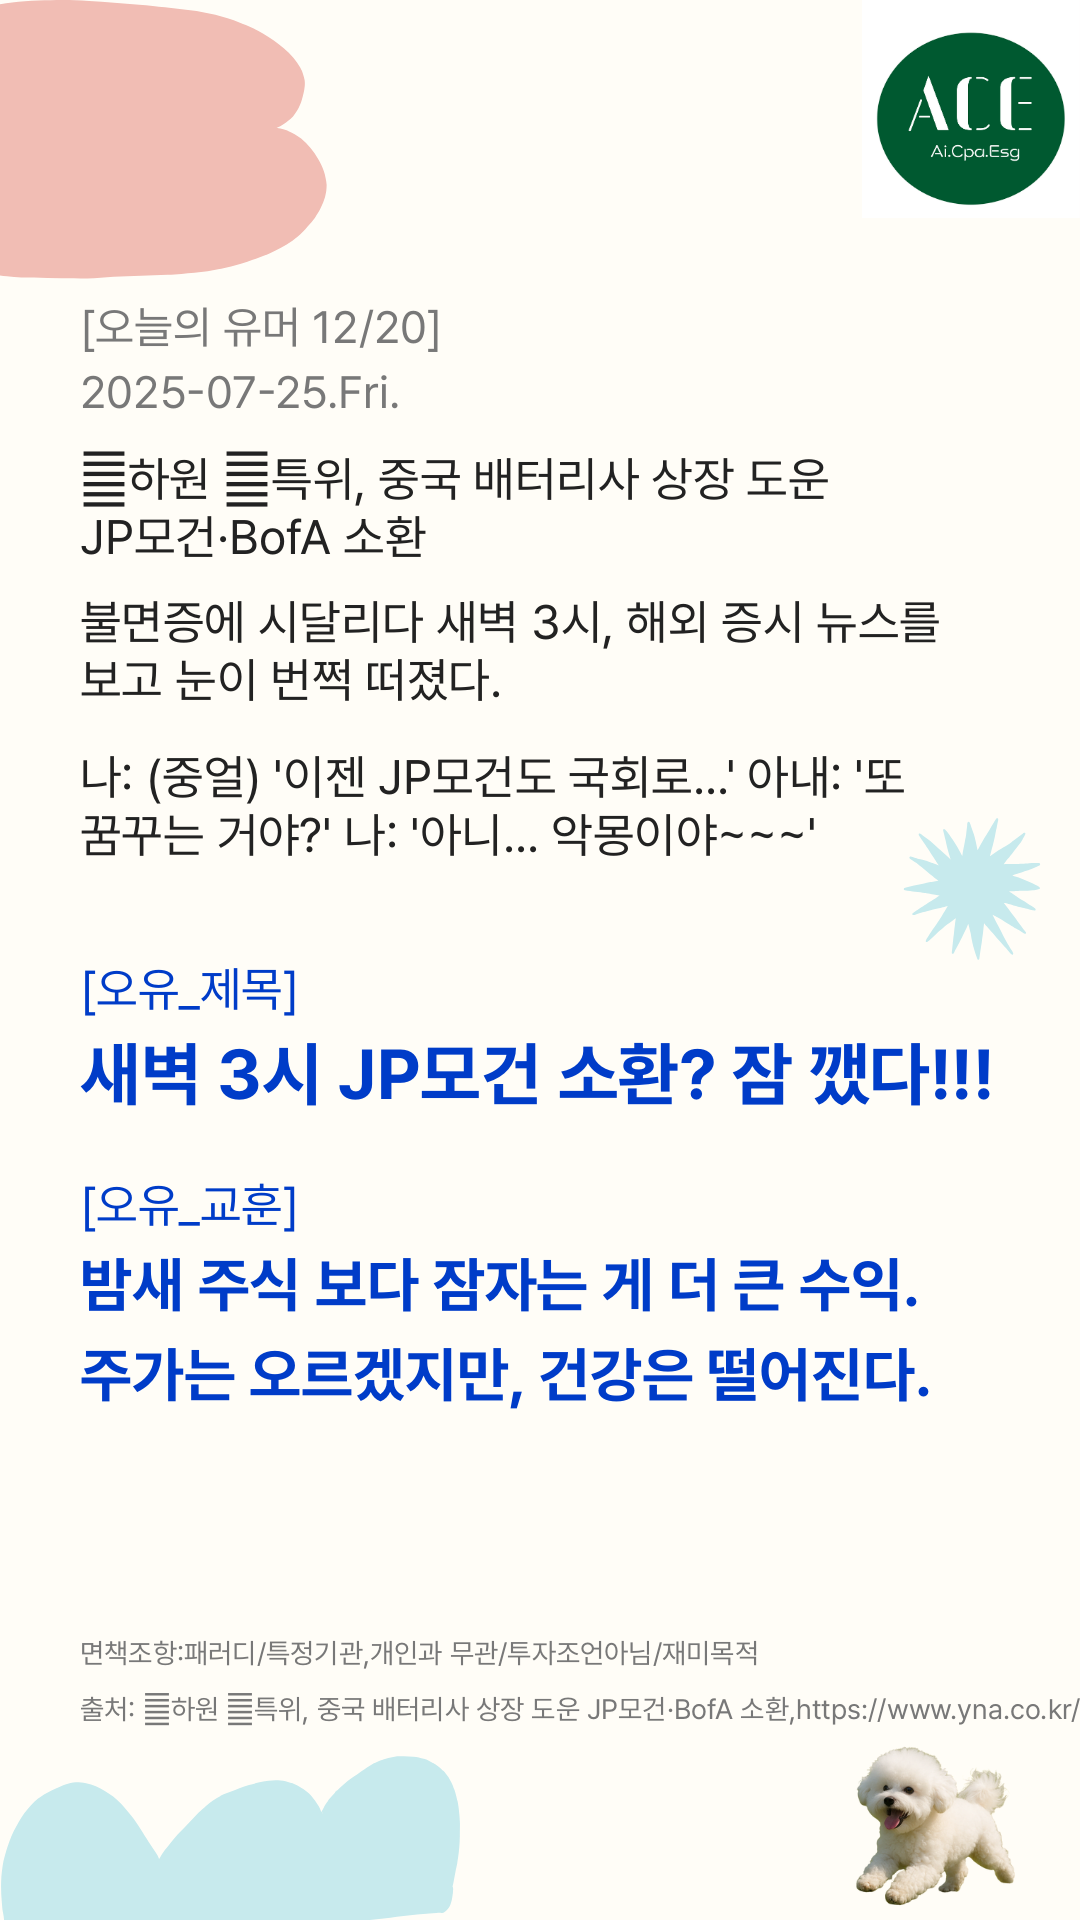 ACE
Ai.Cpa.Esg
[오늘의 유머 12/20]
2025-07-25.Fri.
하원 특위, 중국 배터리사 상장 도운
JP모건·BofA 소환
불면증에 시달리다 새벽 3시, 해외 증시 뉴스를
보고 눈이 번쩍 떠졌다.
나: (중얼) '이젠 JP모건도 국회로...' 아내: '또
꿈꾸는 거야?' 나: '아니... 악몽이야~~~'
[오유_제목]
새벽 3시 JP모건 소환? 잠 깼다!!!
[오유_교훈]
밤새 주식 보다 잠자는 게 더 큰 수익.
주가는 오르겠지만, 건강은 떨어진다.
면책조항:패러디/특정기관,개인과 무관/투자조언아님/재미목적
출처: 하원 특위, 중국 배터리사 상장 도운 JP모건·BofA 소환,https://www.yna.co.kr/